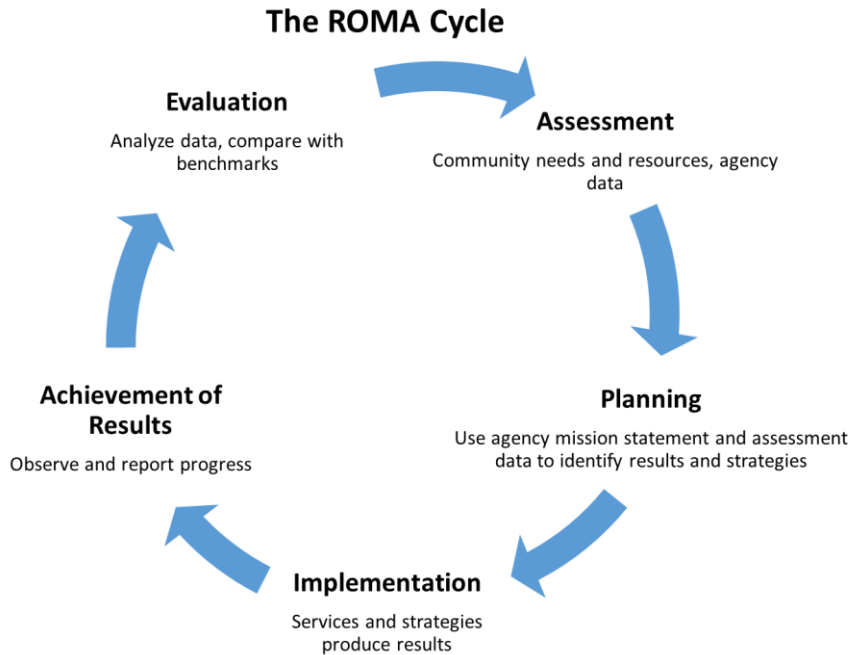 The ROMA Cycle
Evaluation
Analyze data, compare with
benchmarks
Assessment
Community needs and resources, agency
data
Planning
Use agency mission statement and assessment
data to identify results and strategies
Implementation
Services and strategies
produce results
Achievement of
Results
Observe and report progress